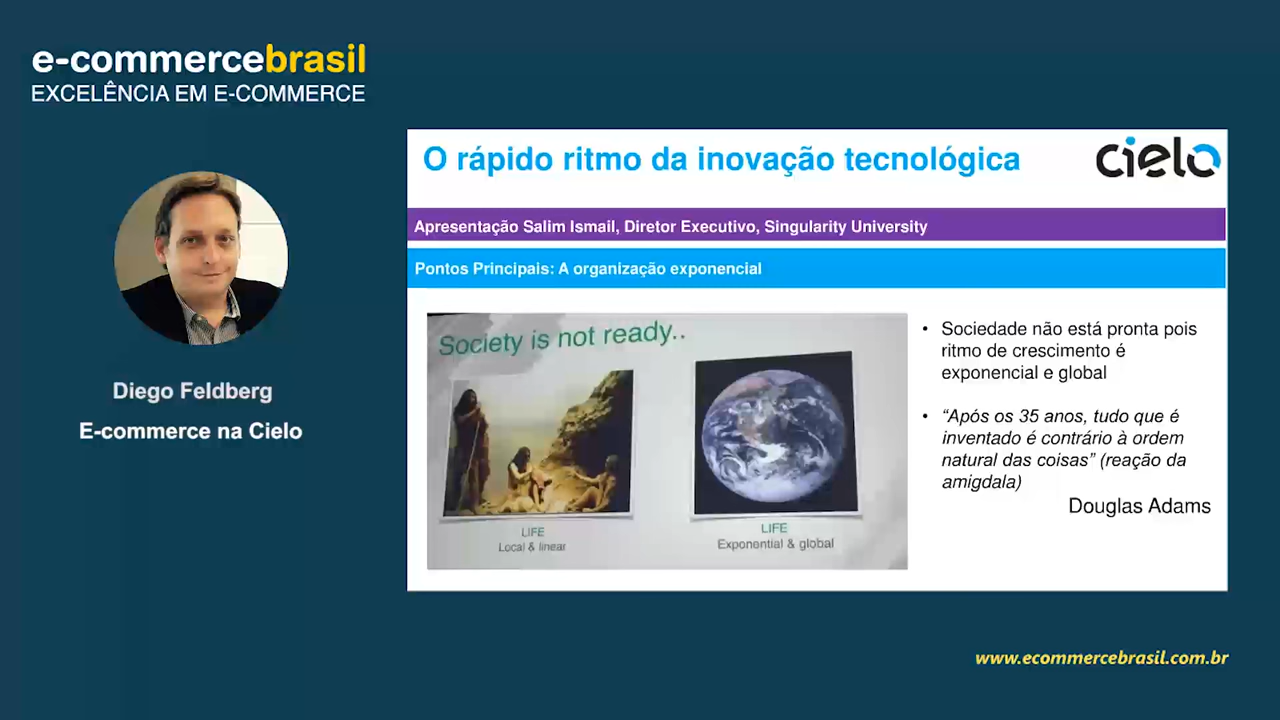 e-commercebrasil
EXCELÊNCIA EM E-COMMERCE
Diego Feldberg
E-commerce na Cielo
O rápido ritmo da inovação tecnológica
cielo
Apresentação Salim Ismail, Diretor Executivo, Singularity University
Pontos Principais: A organização exponencial
Society is not ready..
LIFE
Local & linear
LIFE
Exponential & global
• Sociedade não está pronta pois
ritmo de crescimento é
exponencial e global
• “Após os 35 anos, tudo que é
inventado é contrário à ordem
natural das coisas” (reação da
amigdala)
Douglas Adams
www.ecommercebrasil.com.br